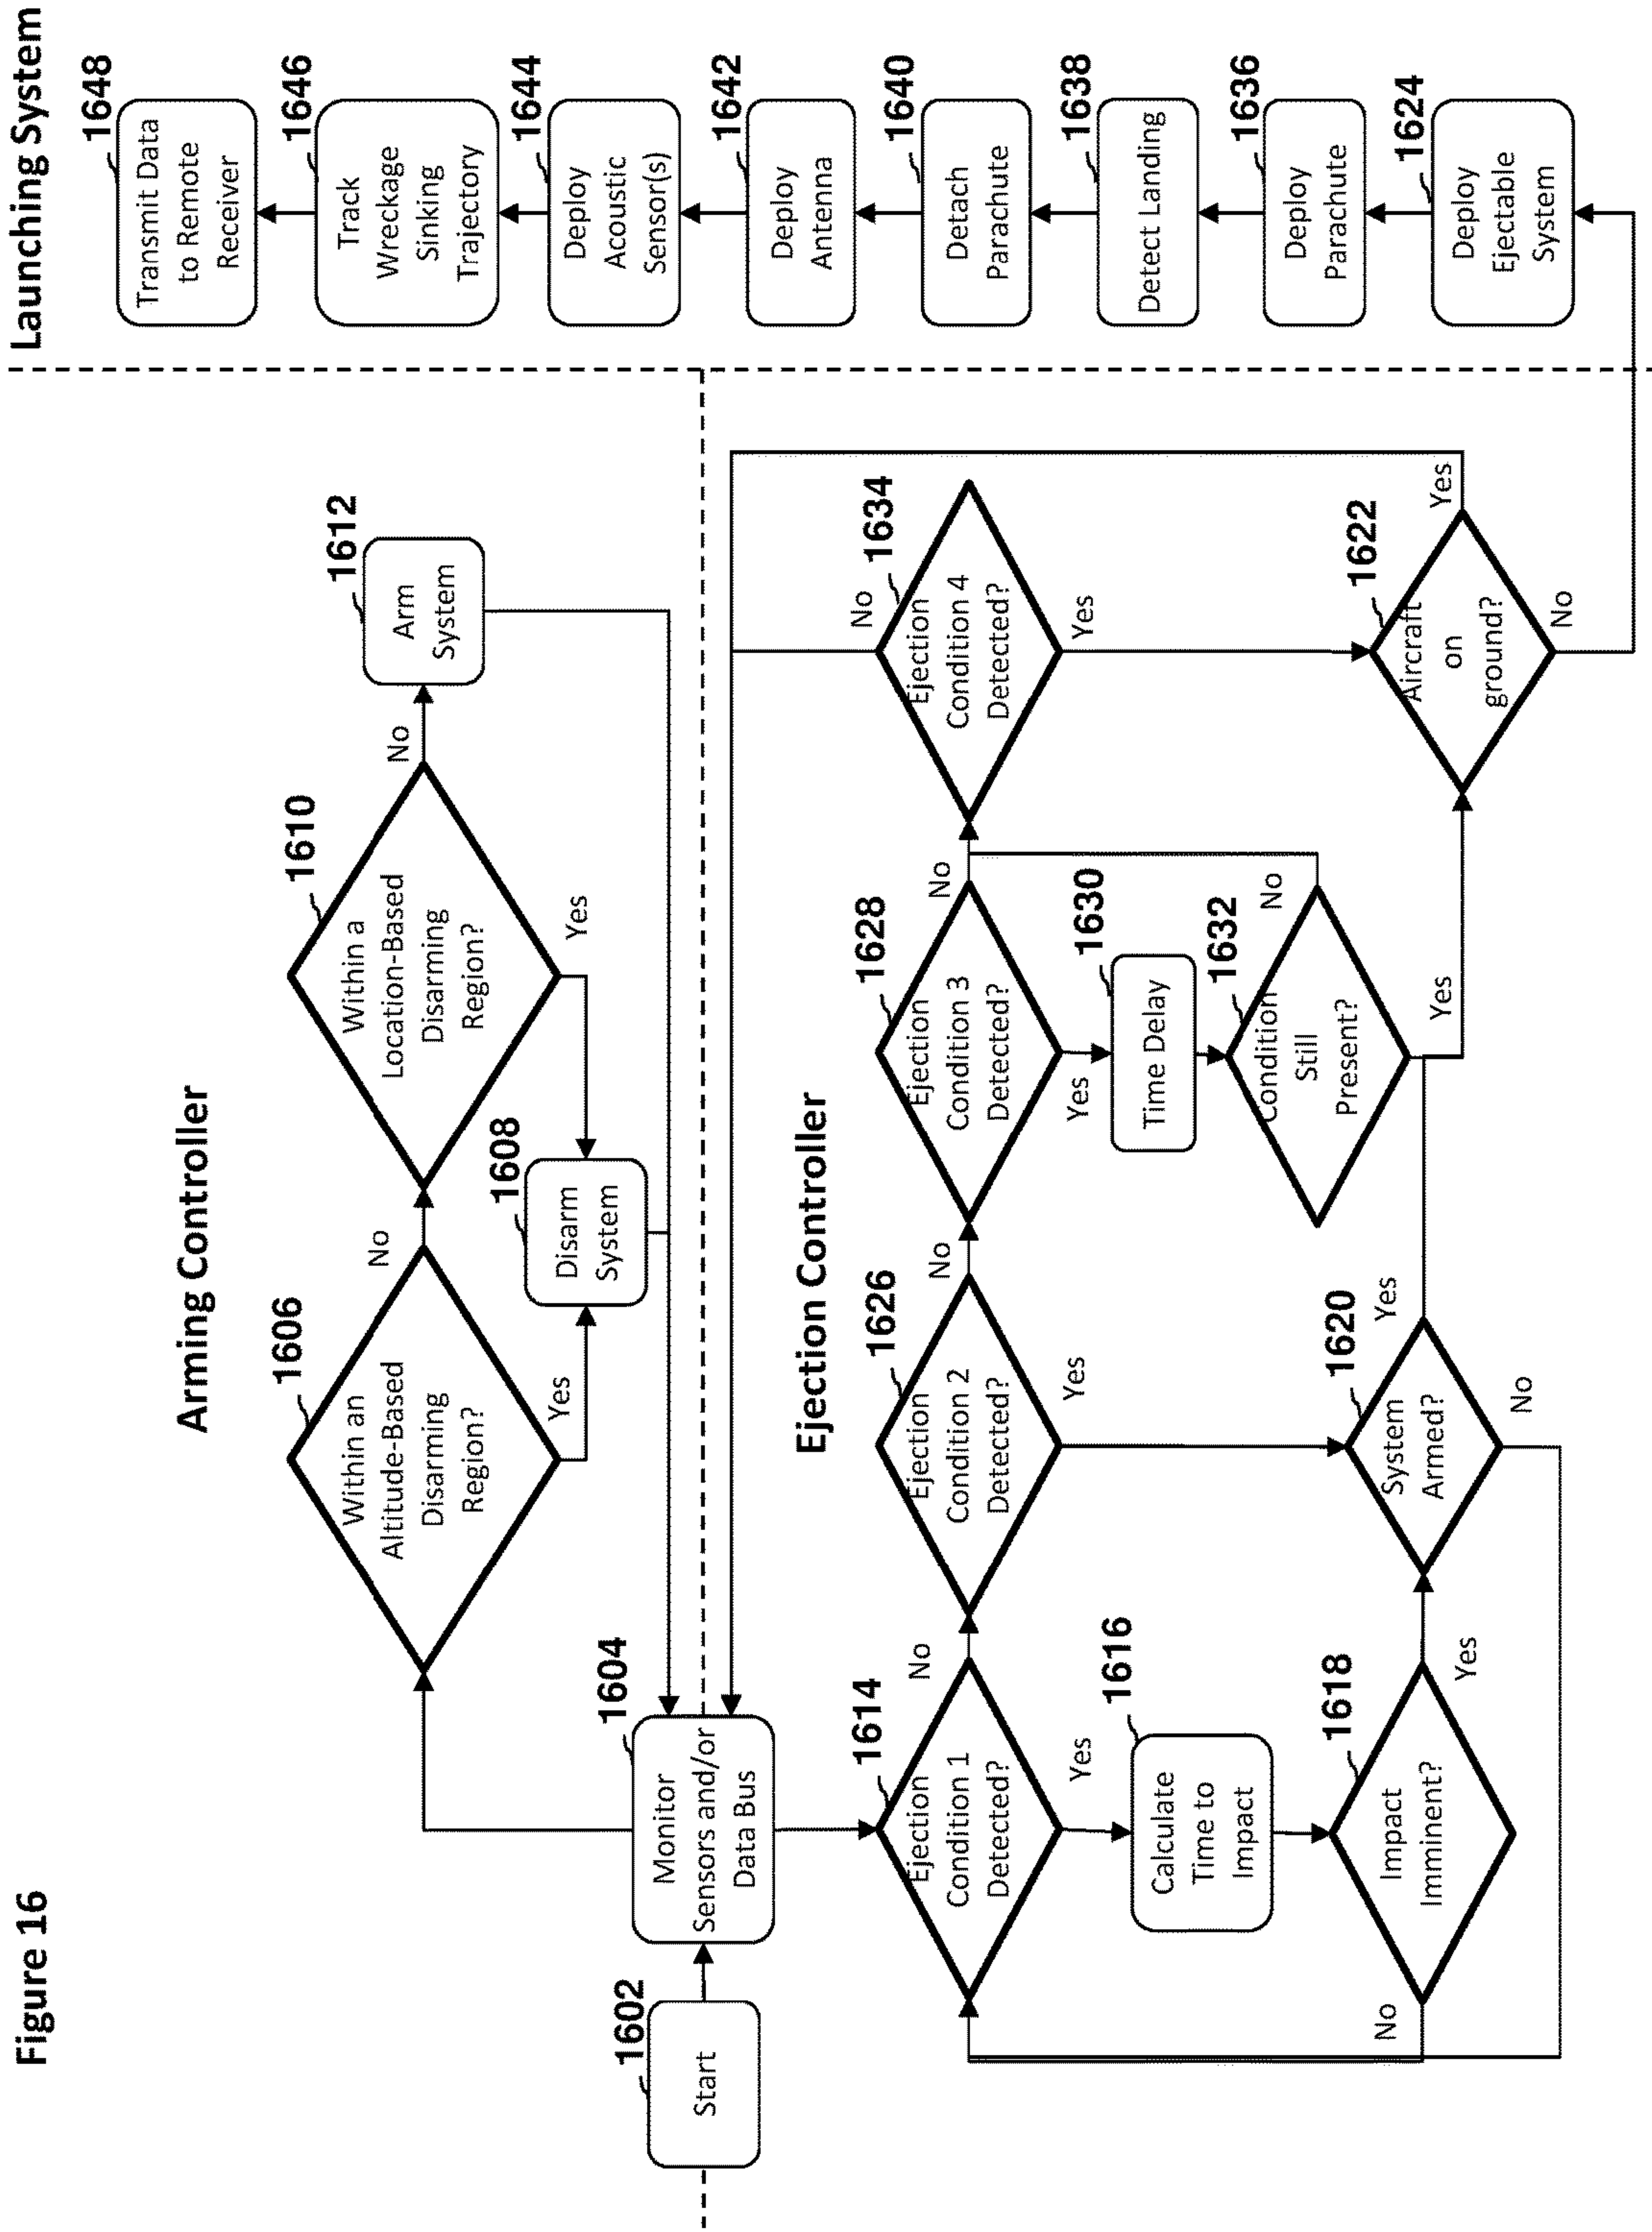 Figure 16
Arming Controller
Launching System
1602
Start
1604
Monitor
Sensors and/or
Data Bus
1606
Within an
Altitude-Based
Disarming
Region?
No
Yes
1608
Disarm
System
1610
Within a
Location-Based
Disarming
Region?
No
Yes
1612
Arm
System
Ejection Controller
1614
Ejection
Condition 1
Detected?
No
Yes
1616
Calculate
Time to
Impact
1618
Impact
Imminent?
No
Yes
1620
System
Armed?
Yes
No
1626
Ejection
Condition 2
Detected?
No
Yes
1628
Ejection
Condition 3
Detected?
No
Yes
1630
Time Delay
1632
Condition
Still
Present?
No
Yes
1634
Ejection
Condition 4
Detected?
No
Yes
1622
Aircraft
on
ground?
Yes
No
1648
Transmit Data
to Remote
Receiver
1646
Track
Wreckage
Sinking
Trajectory
1644
Deploy
Acoustic
Sensor(s)
1642
Deploy
Antenna
1640
Detach
Parachute
1638
Detect Landing
1636
Deploy
Parachute
1624
Deploy
Ejectable
System